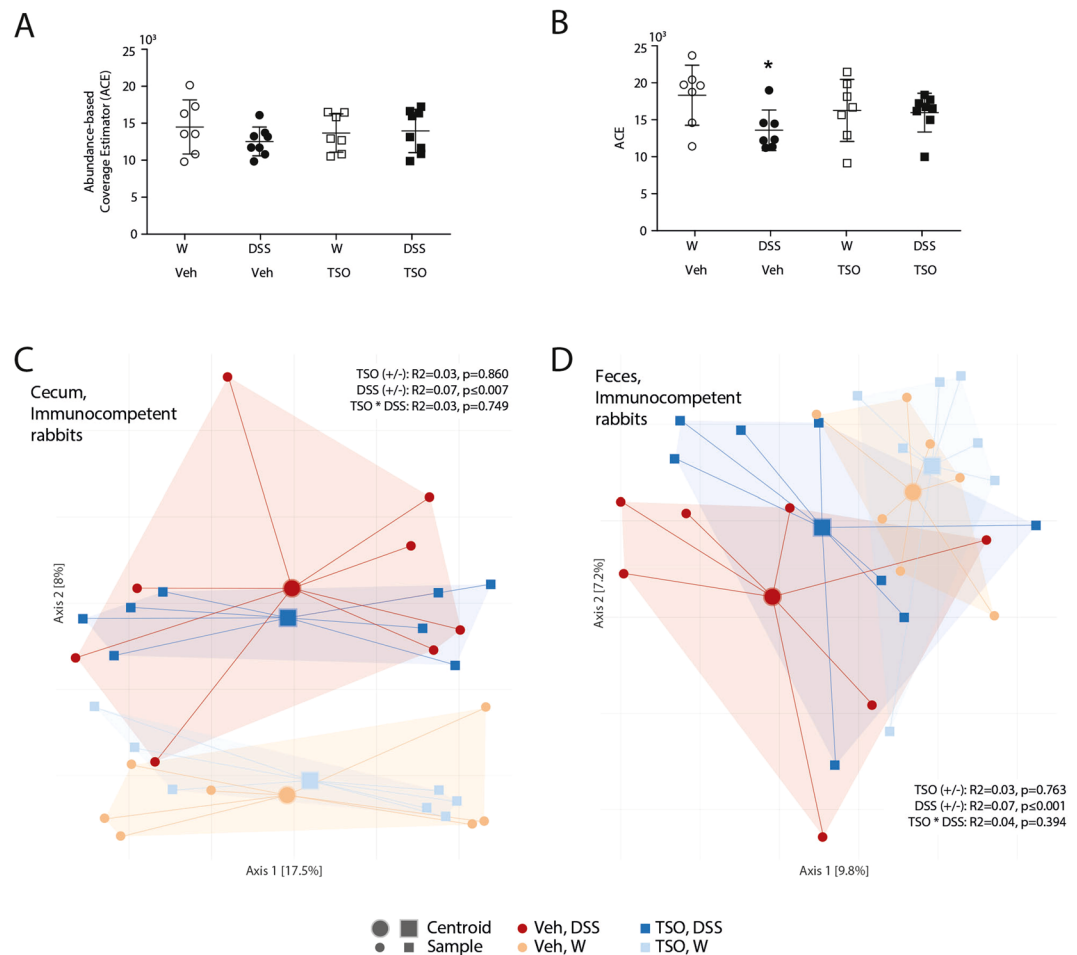 A
10³
25
20
15
10
5
0
Abundance-based
Coverage Estimator (ACE)
W
DSS
W
DSS
Veh
Veh
TSO
TSO
B
10³
25
20
15
10
5
0
ACE
*
W
DSS
W
DSS
Veh
Veh
TSO
TSO
C
Cecum,
Immunocompetent
rabbits
TSO (+/-): R2=0.03, p=0.860
DSS (+/-): R2=0.07, p≤0.007
TSO * DSS: R2=0.03, p=0.749
Axis 2 [8%]
Axis 1 [17.5%]
D
Feces,
Immunocompetent
rabbits
Axis 2 [7.2%]
TSO (+/-): R2=0.03, p=0.763
DSS (+/-): R2=0.07, p≤0.001
TSO * DSS: R2=0.04, p=0.394
Axis 1 [9.8%]
Centroid
Veh, DSS
TSO, DSS
Sample
Veh, W
TSO, W